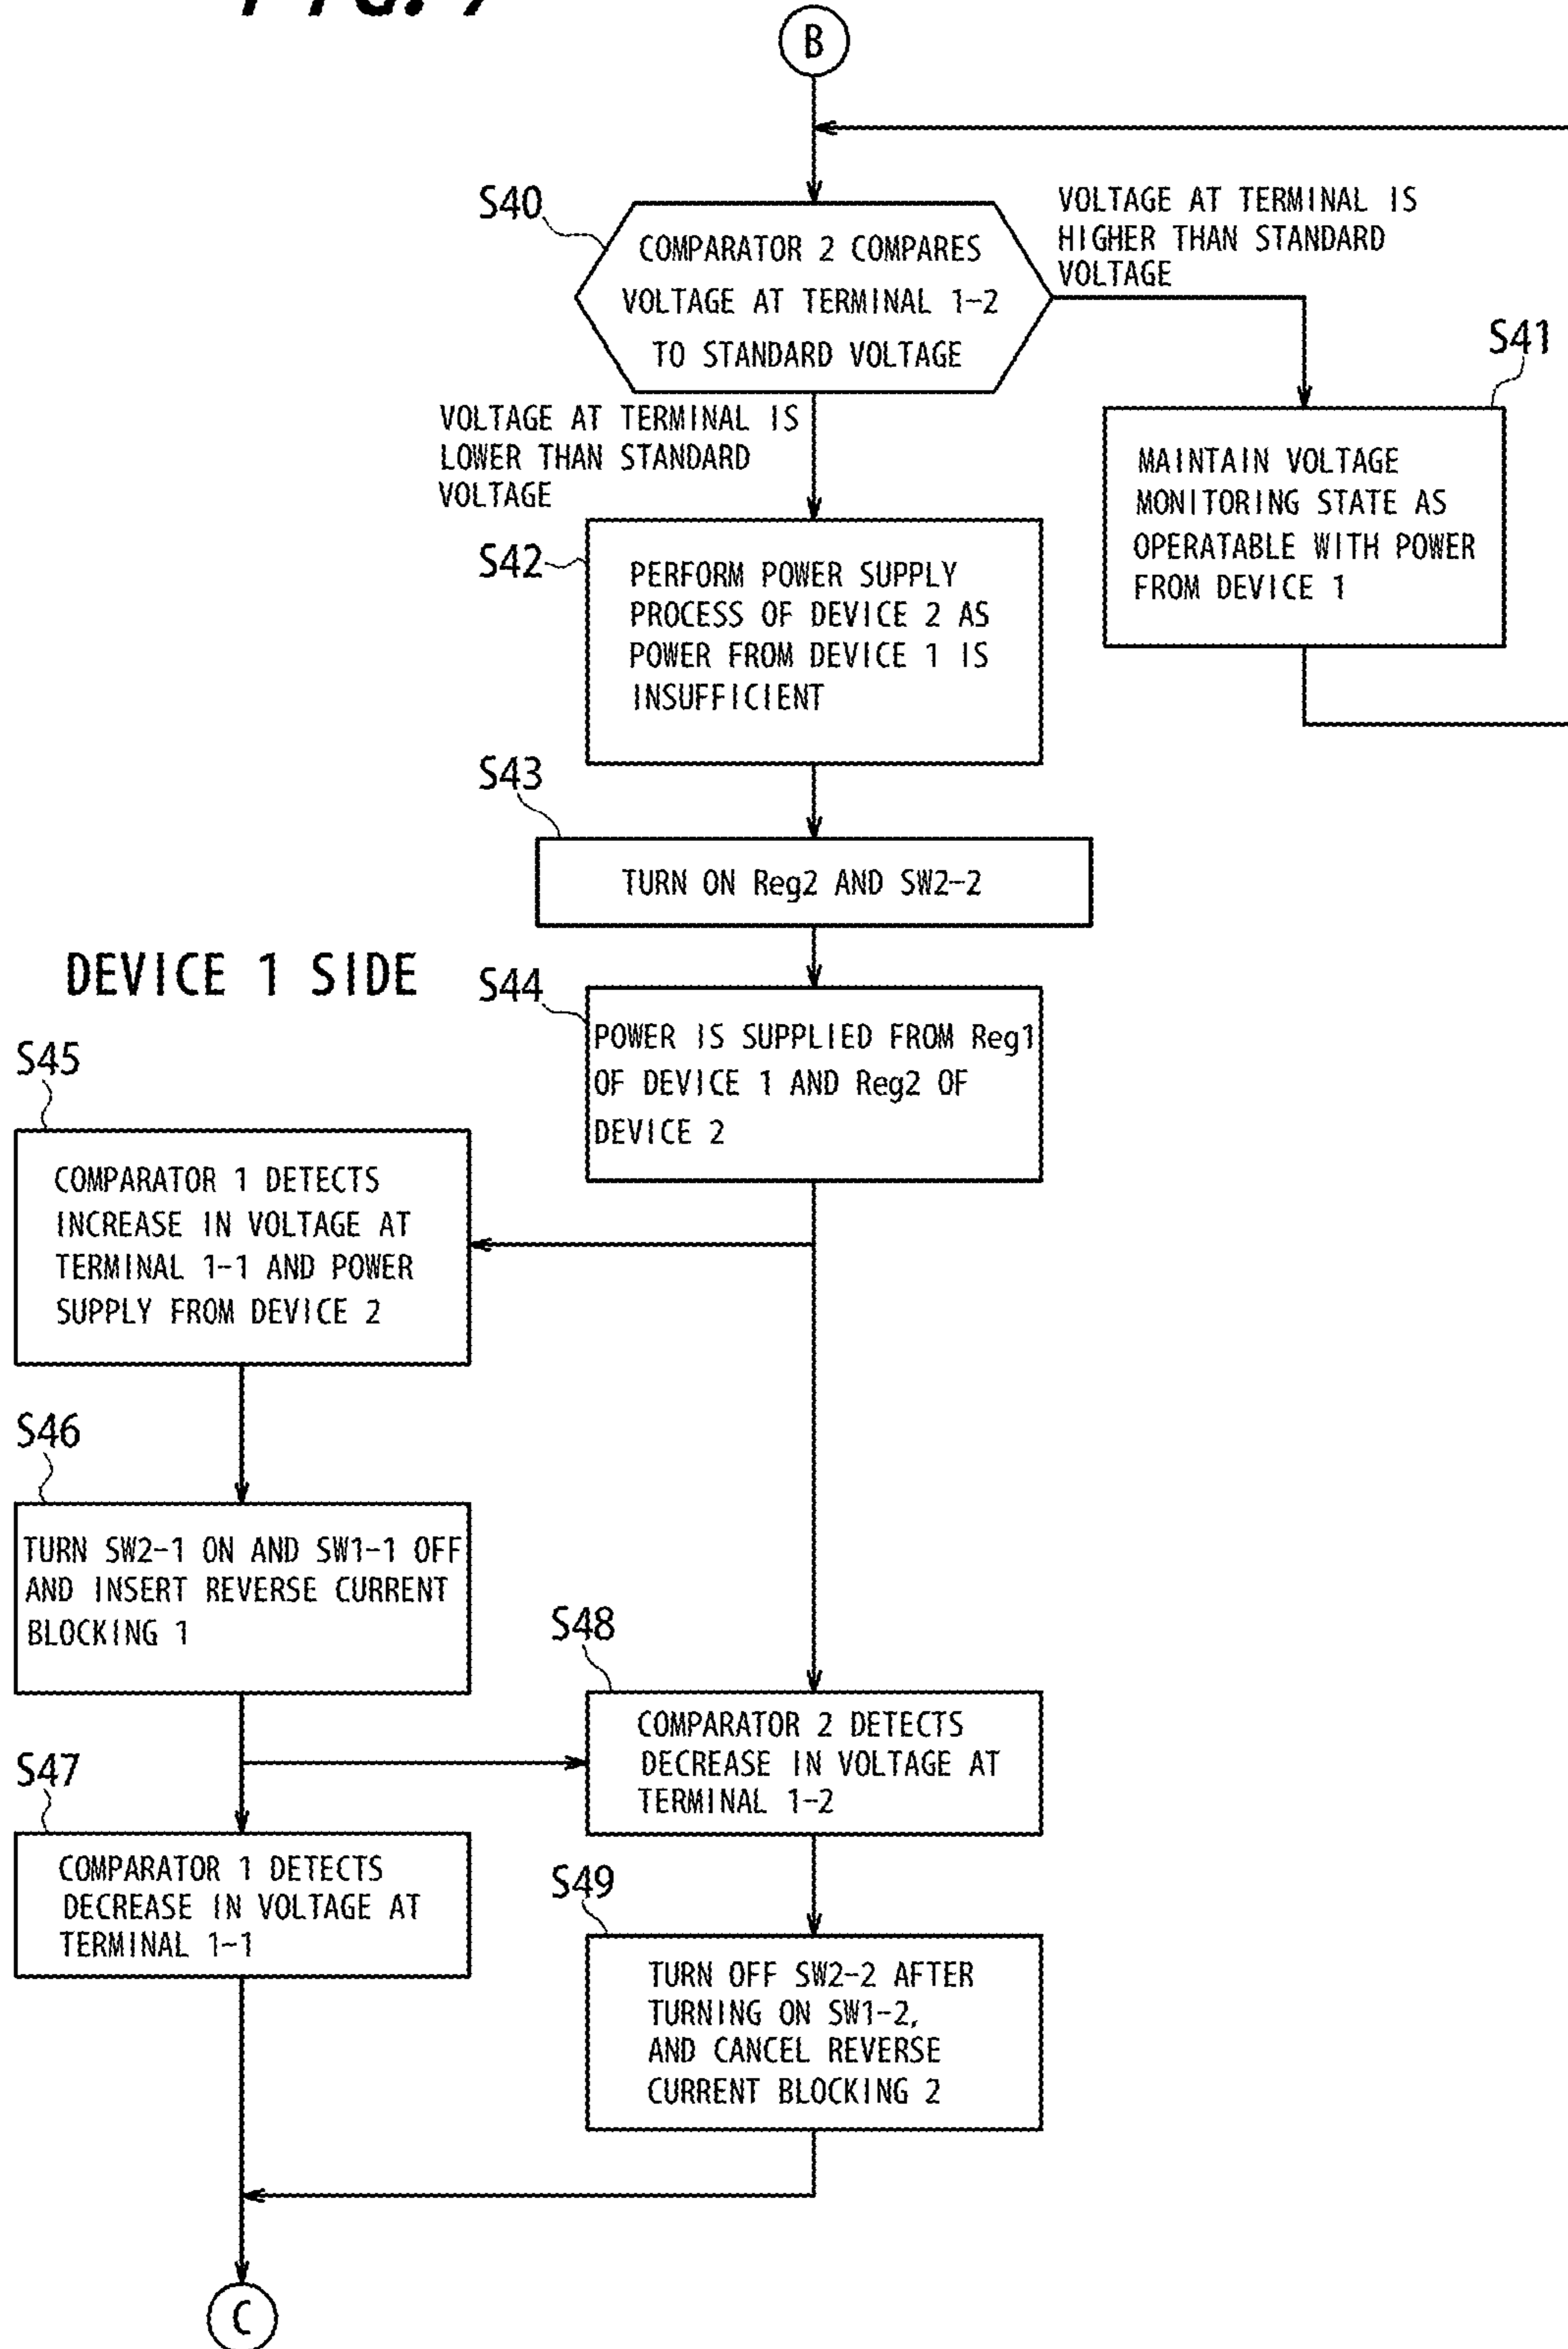 B
S40
COMPARATOR 2 COMPARES
VOLTAGE AT TERMINAL 1-2
TO STANDARD VOLTAGE
VOLTAGE AT TERMINAL IS
HIGHER THAN STANDARD
VOLTAGE
S41
MAINTAIN VOLTAGE
MONITORING STATE AS
OPERATABLE WITH POWER
FROM DEVICE 1
VOLTAGE AT TERMINAL IS
LOWER THAN STANDARD
VOLTAGE
S42
PERFORM POWER SUPPLY
PROCESS OF DEVICE 2 AS
POWER FROM DEVICE 1 IS
INSUFFICIENT
S43
TURN ON Reg2 AND SW2-2
DEVICE 1 SIDE
S44
POWER IS SUPPLIED FROM Reg1
OF DEVICE 1 AND Reg2 OF
DEVICE 2
S45
COMPARATOR 1 DETECTS
INCREASE IN VOLTAGE AT
TERMINAL 1-1 AND POWER
SUPPLY FROM DEVICE 2
S46
TURN SW2-1 ON AND SW1-1 OFF
AND INSERT REVERSE CURRENT
BLOCKING 1
S48
COMPARATOR 2 DETECTS
DECREASE IN VOLTAGE AT
TERMINAL 1-2
S47
COMPARATOR 1 DETECTS
DECREASE IN VOLTAGE AT
TERMINAL 1-1
S49
TURN OFF SW2-2 AFTER
TURNING ON SW1-2,
AND CANCEL REVERSE
CURRENT BLOCKING 2
C